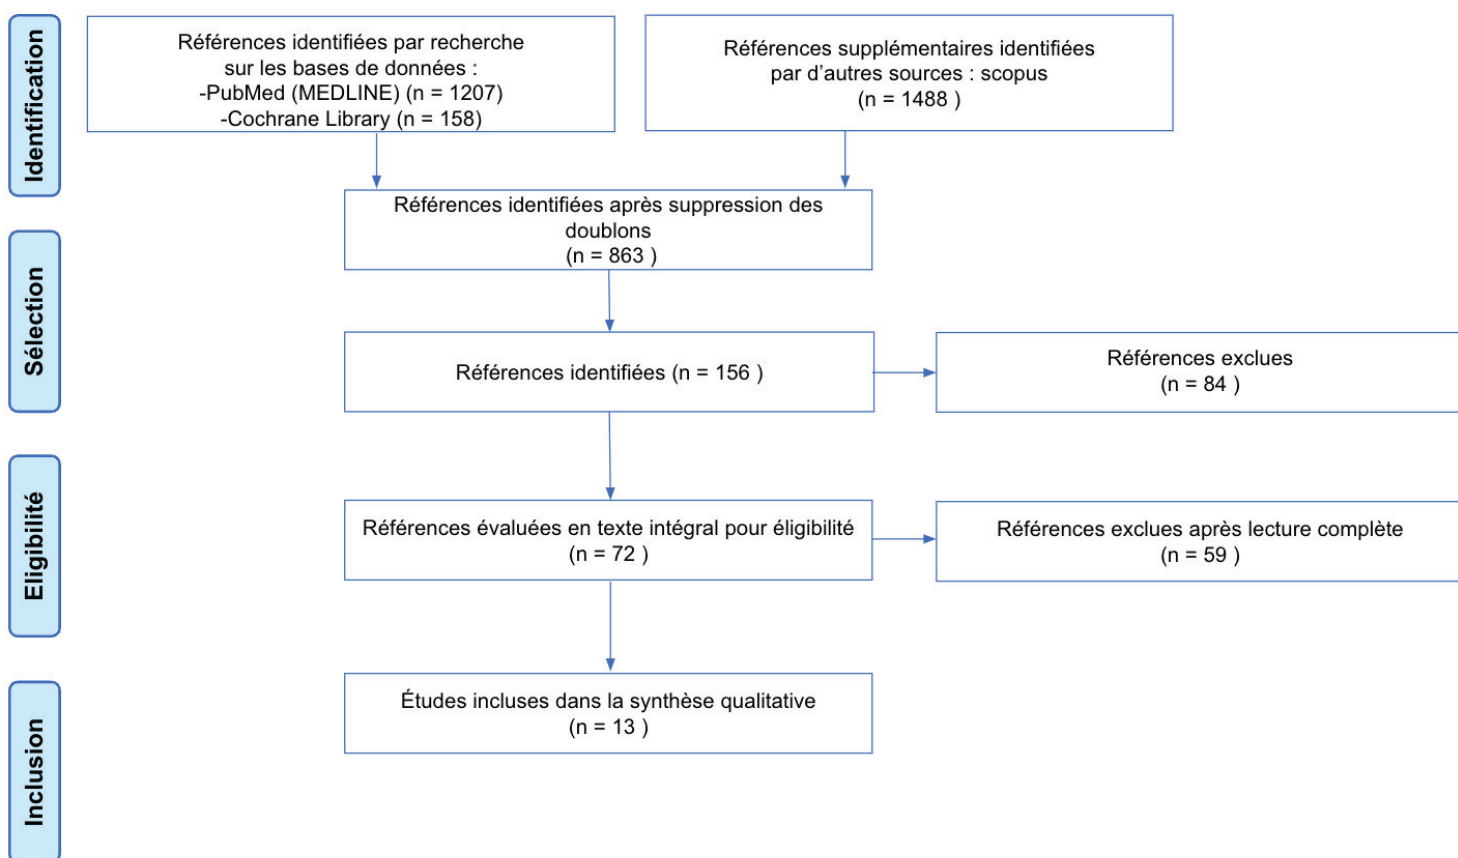 Identification
Références identifiées par recherche
sur les bases de données :
-PubMed (MEDLINE) (n = 1207)
-Cochrane Library (n = 158)
Références supplémentaires identifiées
par d’autres sources : scopus
(n = 1488 )
Références identifiées après suppression des
doublons
(n = 863 )
Sélection
Références identifiées (n = 156 )
Références exclues
(n = 84 )
Eligibilité
Références évaluées en texte intégral pour éligibilité
(n = 72 )
Références exclues après lecture complète
(n = 59 )
Inclusion
Études incluses dans la synthèse qualitative
(n = 13 )